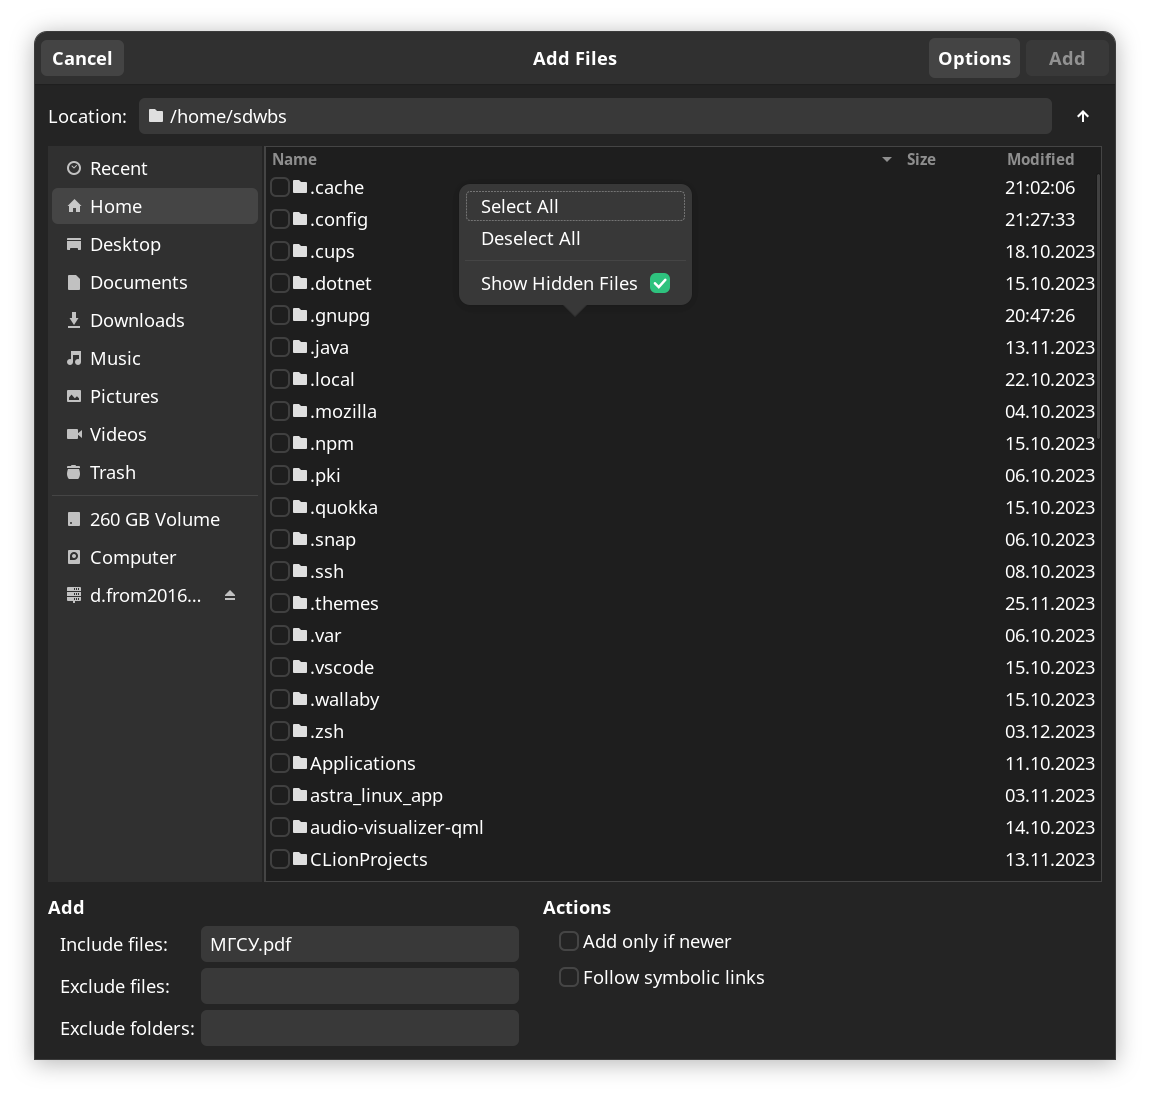 Cancel
Add Files
Options
Add
Location:
/home/sdwbs
Recent
Home
Desktop
Documents
Downloads
Music
Pictures
Videos
Trash
260 GB Volume
Computer
d.from2016...
Name Size Modified
.cache 21:02:06
.config 21:27:33
.cups 18.10.2023
.dotnet 15.10.2023
.gnupg 20:47:26
.java 13.11.2023
.local 22.10.2023
.mozilla 04.10.2023
.npm 15.10.2023
.pki 06.10.2023
.quokka 15.10.2023
.snap 06.10.2023
.ssh 08.10.2023
.themes 25.11.2023
.var 06.10.2023
.vscode 15.10.2023
.wallaby 15.10.2023
.zsh 03.12.2023
Applications 11.10.2023
astra_linux_app 03.11.2023
audio-visualizer-qml 14.10.2023
CLionProjects 13.11.2023
Select All
Deselect All
Show Hidden Files
Add
Include files: МГСУ.pdf
Exclude files:
Exclude folders:
Actions
Add only if newer
Follow symbolic links